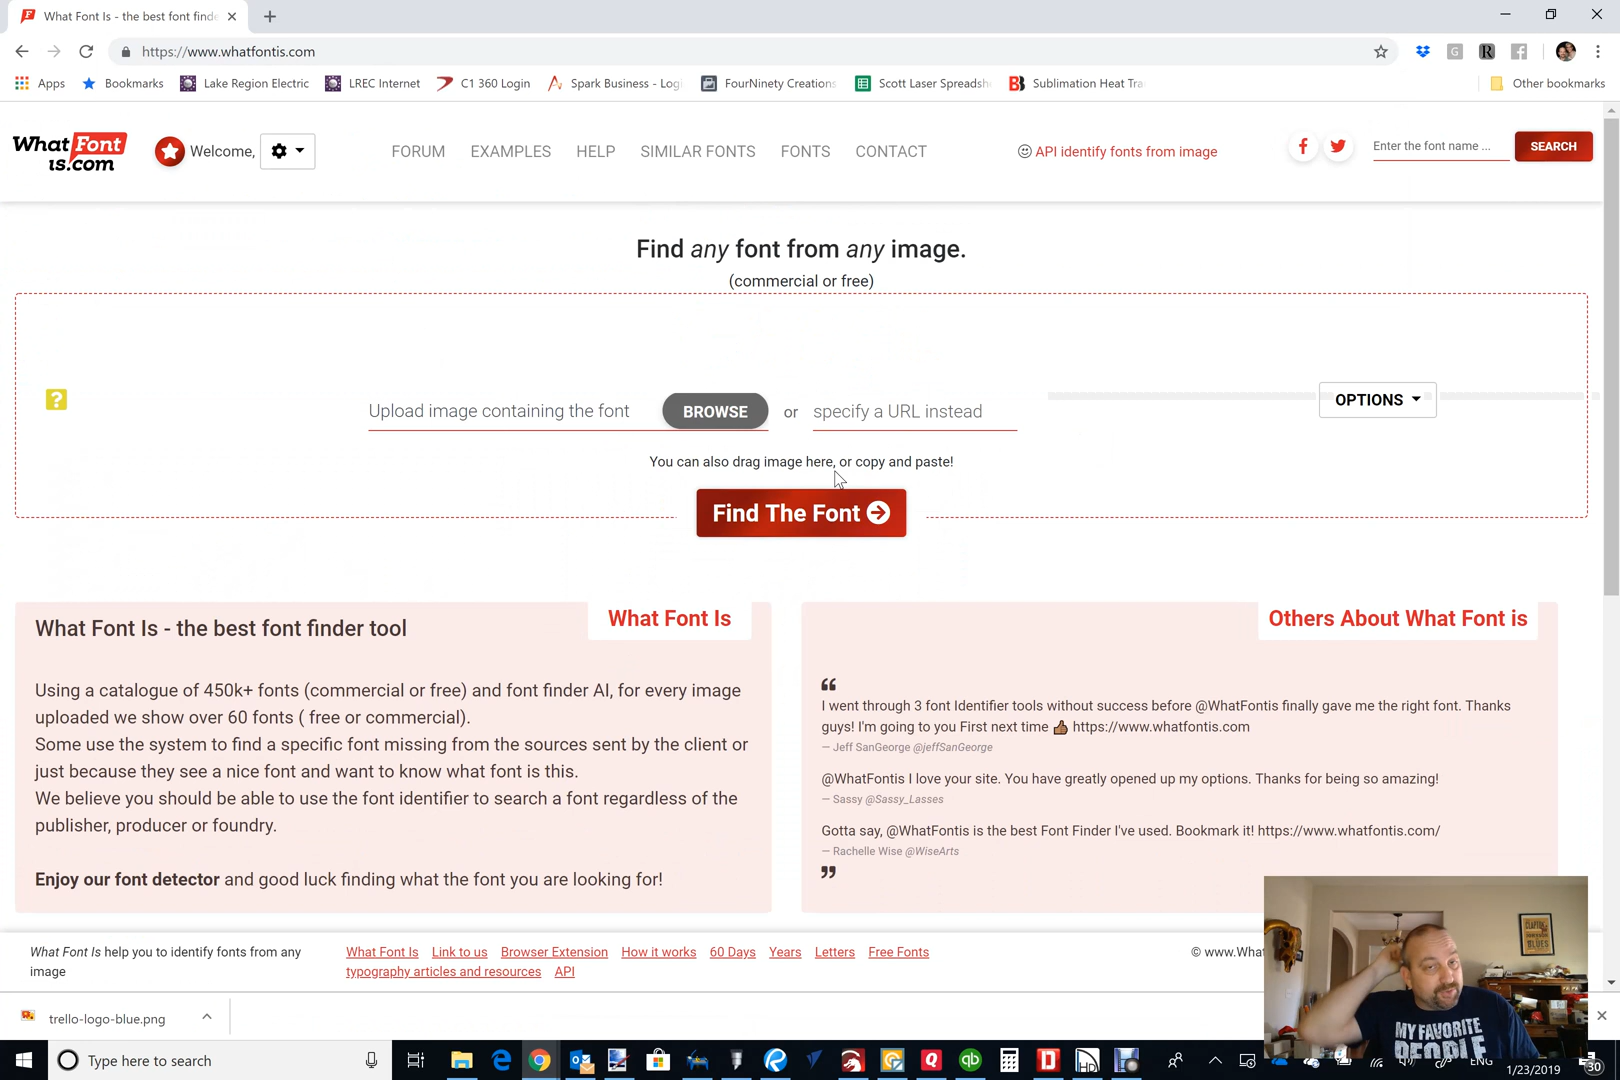 What Font Is - the best font finde
https://www.whatfontis.com
Apps
Bookmarks
Lake Region Electric
LREC Internet
C1 360 Login
Spark Business - Logi
FourNinety Creations
Scott Laser Spreadshe
Sublimation Heat Tra
Other bookmarks
What Font
is.com
Welcome,
FORUM
EXAMPLES
HELP
SIMILAR FONTS
FONTS
CONTACT
API identify fonts from image
Enter the font name ...
SEARCH
Find any font from any image.
(commercial or free)
?
Upload image containing the font
BROWSE
or
specify a URL instead
OPTIONS
You can also drag image here, or copy and paste!
Find The Font
What Font Is - the best font finder tool
What Font Is
Using a catalogue of 450k+ fonts (commercial or free) and font finder AI, for every image
uploaded we show over 60 fonts ( free or commercial).
Some use the system to find a specific font missing from the sources sent by the client or
just because they see a nice font and want to know what font is this.
We believe you should be able to use the font identifier to search a font regardless of the
publisher, producer or foundry.
Enjoy our font detector and good luck finding what the font you are looking for!
Others About What Font is
“
I went through 3 font Identifier tools without success before @WhatFontis finally gave me the right font. Thanks
guys! I'm going to you First next time 👍🏾 https://www.whatfontis.com
— Jeff SanGeorge @jeffSanGeorge
@WhatFontis I love your site. You have greatly opened up my options. Thanks for being so amazing!
— Sassy @Sassy_Lasses
Gotta say, @WhatFontis is the best Font Finder I've used. Bookmark it! https://www.whatfontis.com/
— Rachelle Wise @WiseArts
”
What Font Is help you to identify fonts from any
image
What Font Is
Link to us
Browser Extension
How it works
60 Days
Years
Letters
Free Fonts
typography articles and resources
API
© www.What
CLAPTON
BLUES
MY FAVORITE
PEOPLE
trello-logo-blue.png
Type here to search
ENG
1/23/2019
30